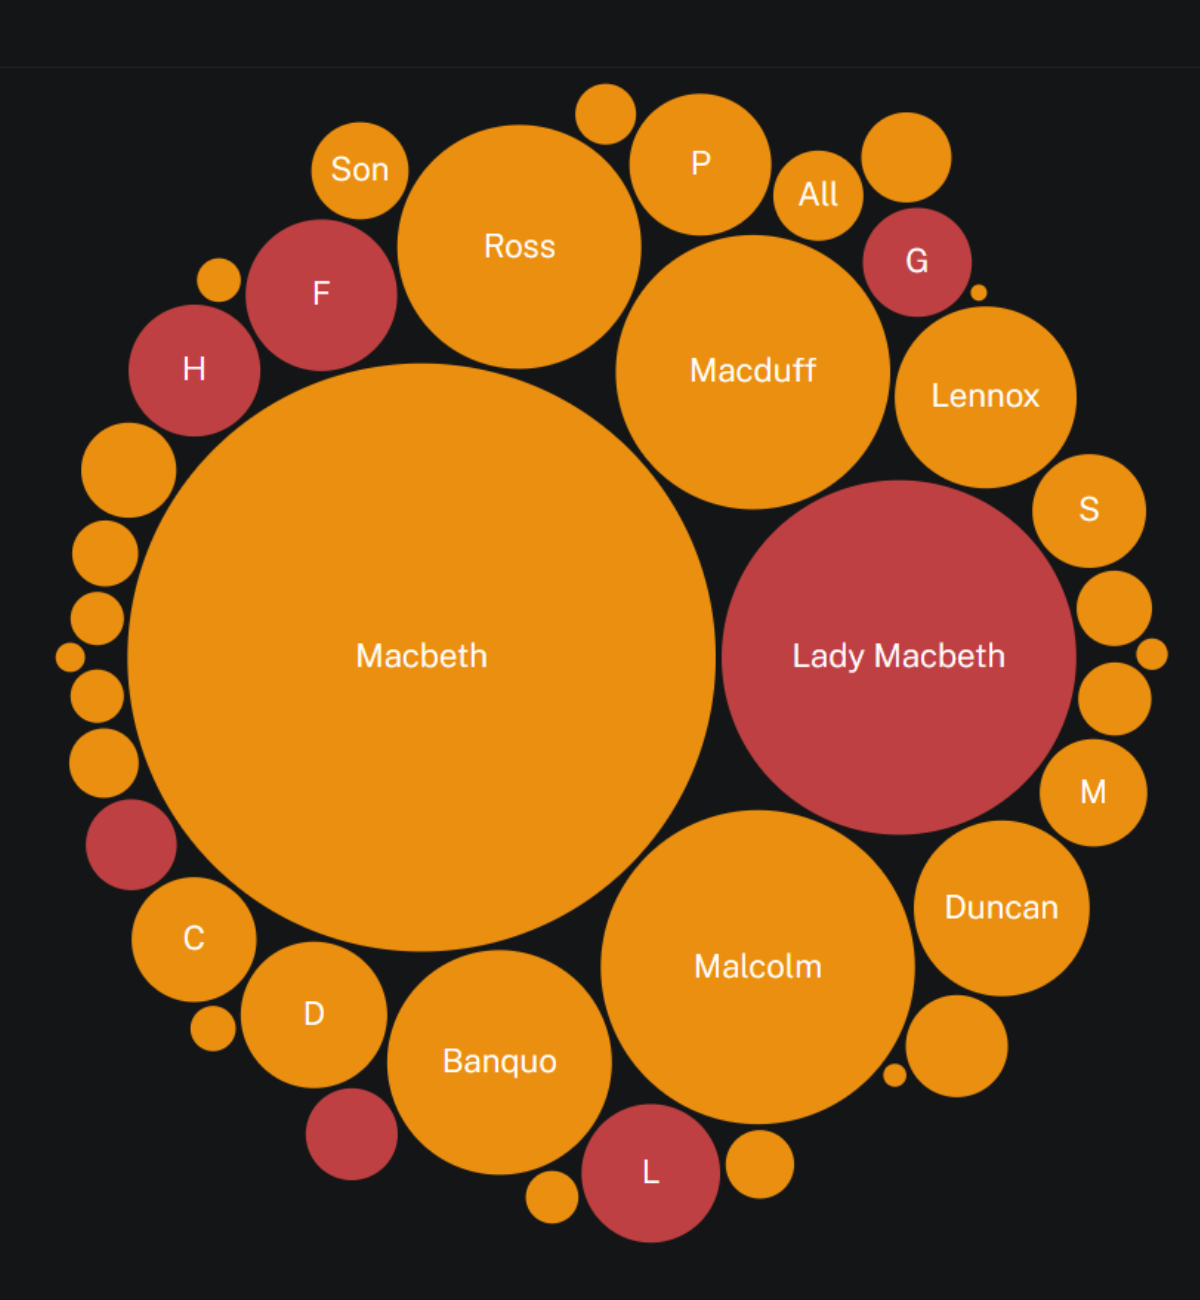 P
Son
All
Ross
G
F
H
Macduff
Lennox
S
Macbeth
Lady Macbeth
M
Duncan
C
Malcolm
D
Banquo
L